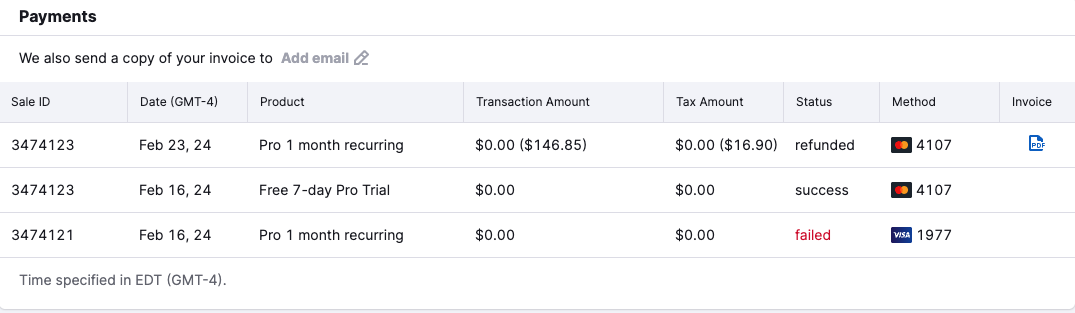 Payments
We also send a copy of your invoice to Add email
Sale ID Date (GMT-4) Product Transaction Amount Tax Amount Status Method Invoice
3474123 Feb 23, 24 Pro 1 month recurring $0.00 ($146.85) $0.00 ($16.90) refunded 4107 PDF
3474123 Feb 16, 24 Free 7-day Pro Trial $0.00 $0.00 success 4107
3474121 Feb 16, 24 Pro 1 month recurring $0.00 $0.00 failed VISA 1977
Time specified in EDT (GMT-4).